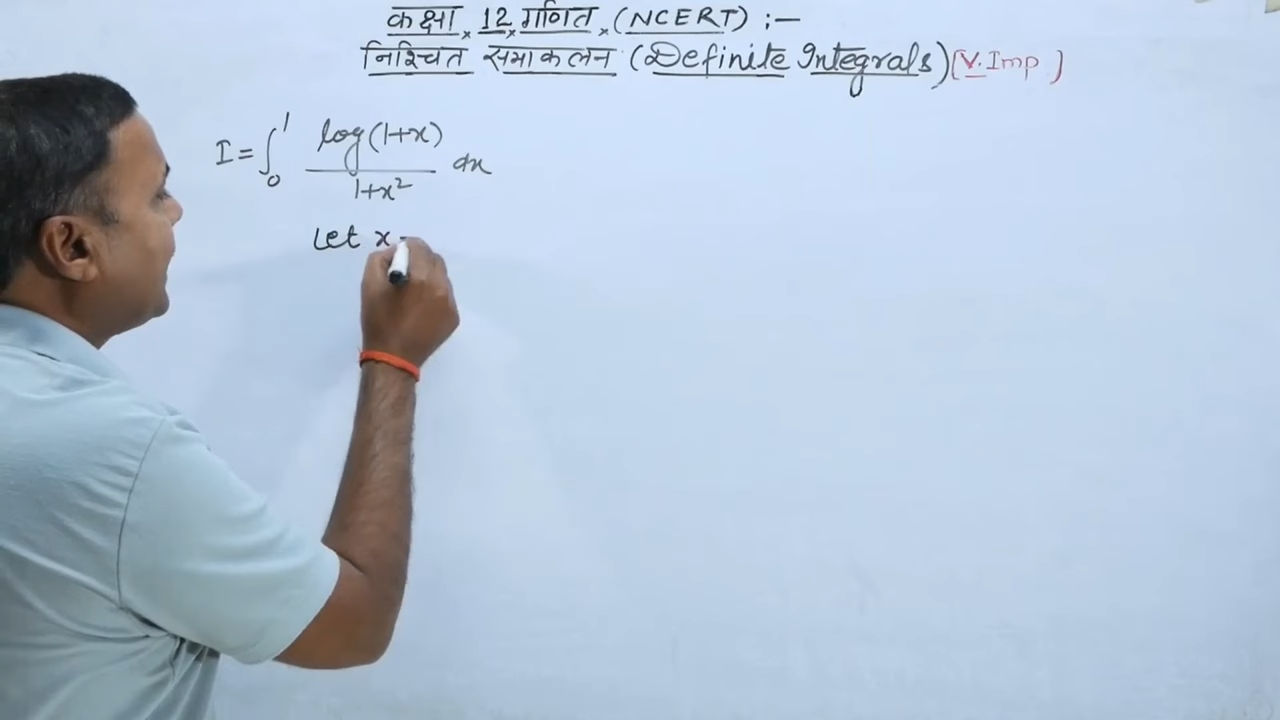 कक्षा × 12 × गणित × (NCERT) :—
निश्चित समाकलन (Definite Integrals) (V. Imp)
I = ∫₀¹ log(1+x) / 1+x² dx
Let x =